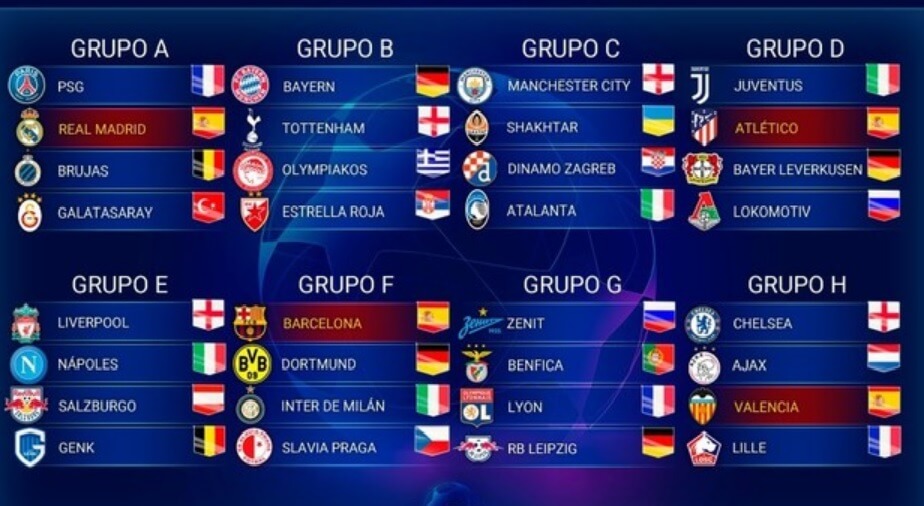 GRUPO A
PSG
REAL MADRID
BRUJAS
GALATASARAY
GRUPO B
BAYERN
TOTTENHAM
OLYMPIAKOS
ESTRELLA ROJA
GRUPO C
MANCHESTER CITY
SHAKHTAR
DINAMO ZAGREB
ATALANTA
GRUPO D
JUVENTUS
ATLÉTICO
BAYER LEVERKUSEN
LOKOMOTIV
GRUPO E
LIVERPOOL
NÁPOLES
SALZBURGO
GENK
GRUPO F
BARCELONA
DORTMUND
INTER DE MILÁN
SLAVIA PRAGA
GRUPO G
ZENIT
BENFICA
LYON
RB LEIPZIG
GRUPO H
CHELSEA
AJAX
VALENCIA
LILLE